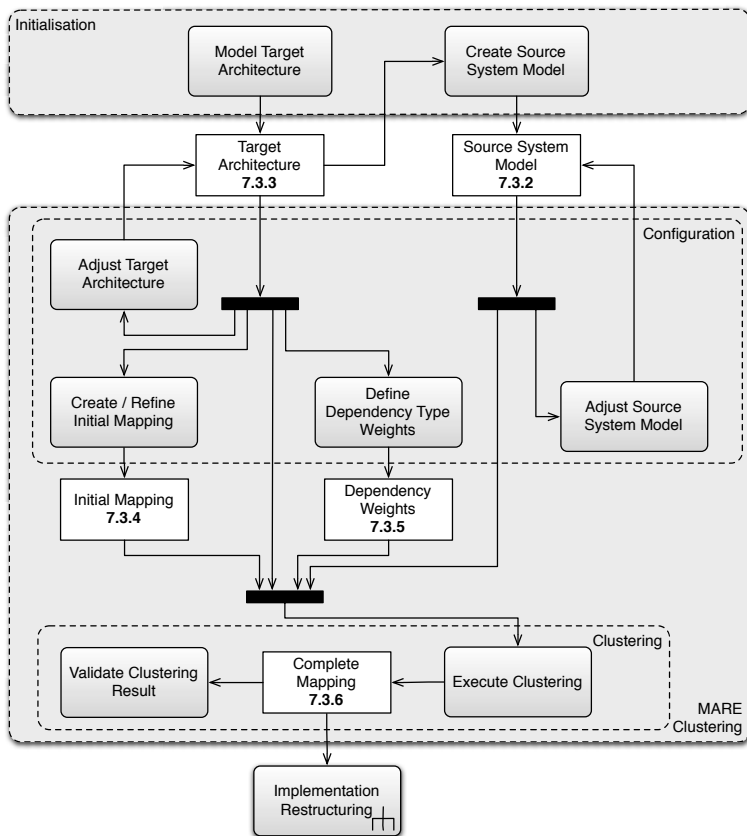 Initialisation
Model Target
Architecture
Create Source
System Model
Target
Architecture
7.3.3
Source System
Model
7.3.2
Configuration
Adjust Target
Architecture
Create / Refine
Initial Mapping
Define
Dependency Type
Weights
Adjust Source
System Model
Initial Mapping
7.3.4
Dependency
Weights
7.3.5
Clustering
Validate Clustering
Result
Complete
Mapping
7.3.6
Execute Clustering
MARE
Clustering
Implementation
Restructuring